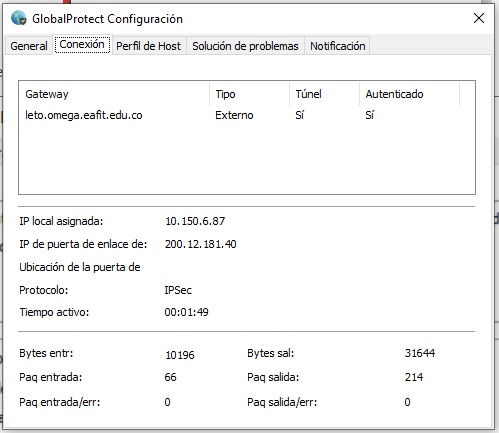 GlobalProtect Configuración
General Conexión Perfil de Host Solución de problemas Notificación
Gateway Tipo Túnel Autenticado
leto.omega.eafit.edu.co Externo Sí Sí
IP local asignada: 10.150.6.87
IP de puerta de enlace de: 200.12.181.40
Ubicación de la puerta de
Protocolo: IPSec
Tiempo activo: 00:01:49
Bytes entr: 10196 Bytes sal: 31644
Paq entrada: 66 Paq salida: 214
Paq entrada/err: 0 Paq salida/err: 0